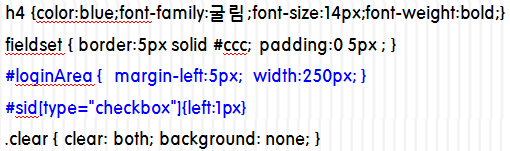 h4 {color:blue;font-family:굴림;font-size:14px;font-weight:bold;}
fieldset { border:5px solid #ccc; padding:0 5px ; }
#loginArea { margin-left:5px; width:250px; }
#sid[type="checkbox"]{left:1px}
.clear { clear: both; background: none; }